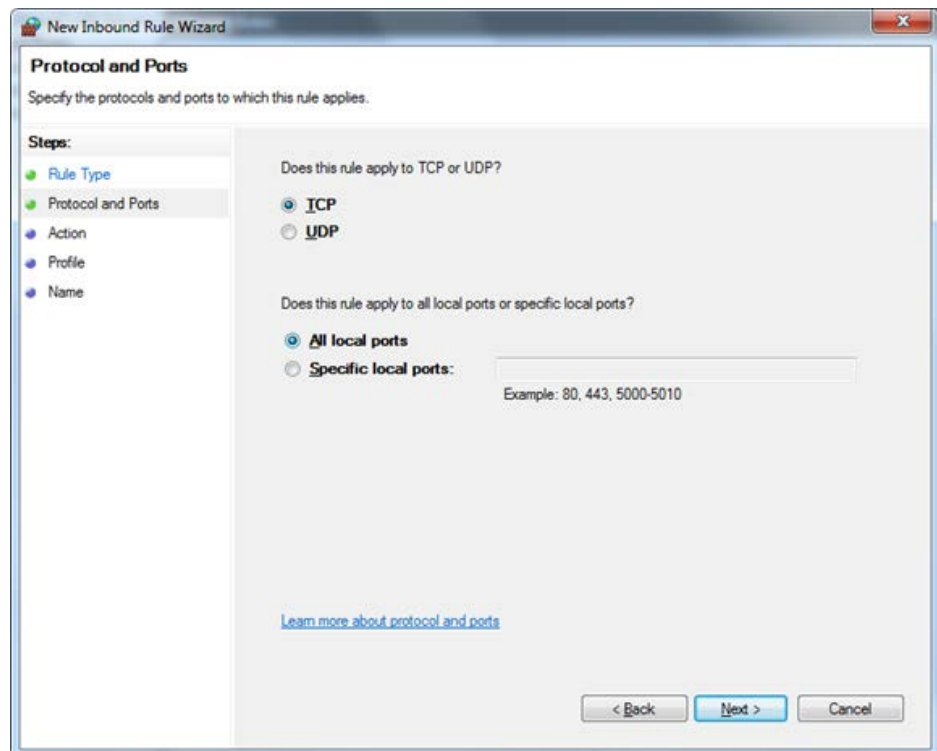 New Inbound Rule Wizard
Protocol and Ports
Specify the protocols and ports to which this rule applies.
Steps:
Rule Type
Protocol and Ports
Action
Profile
Name
Does this rule apply to TCP or UDP?
TCP
UDP
Does this rule apply to all local ports or specific local ports?
All local ports
Specific local ports:
Example: 80, 443, 5000-5010
Learn more about protocol and ports
< Back Next > Cancel